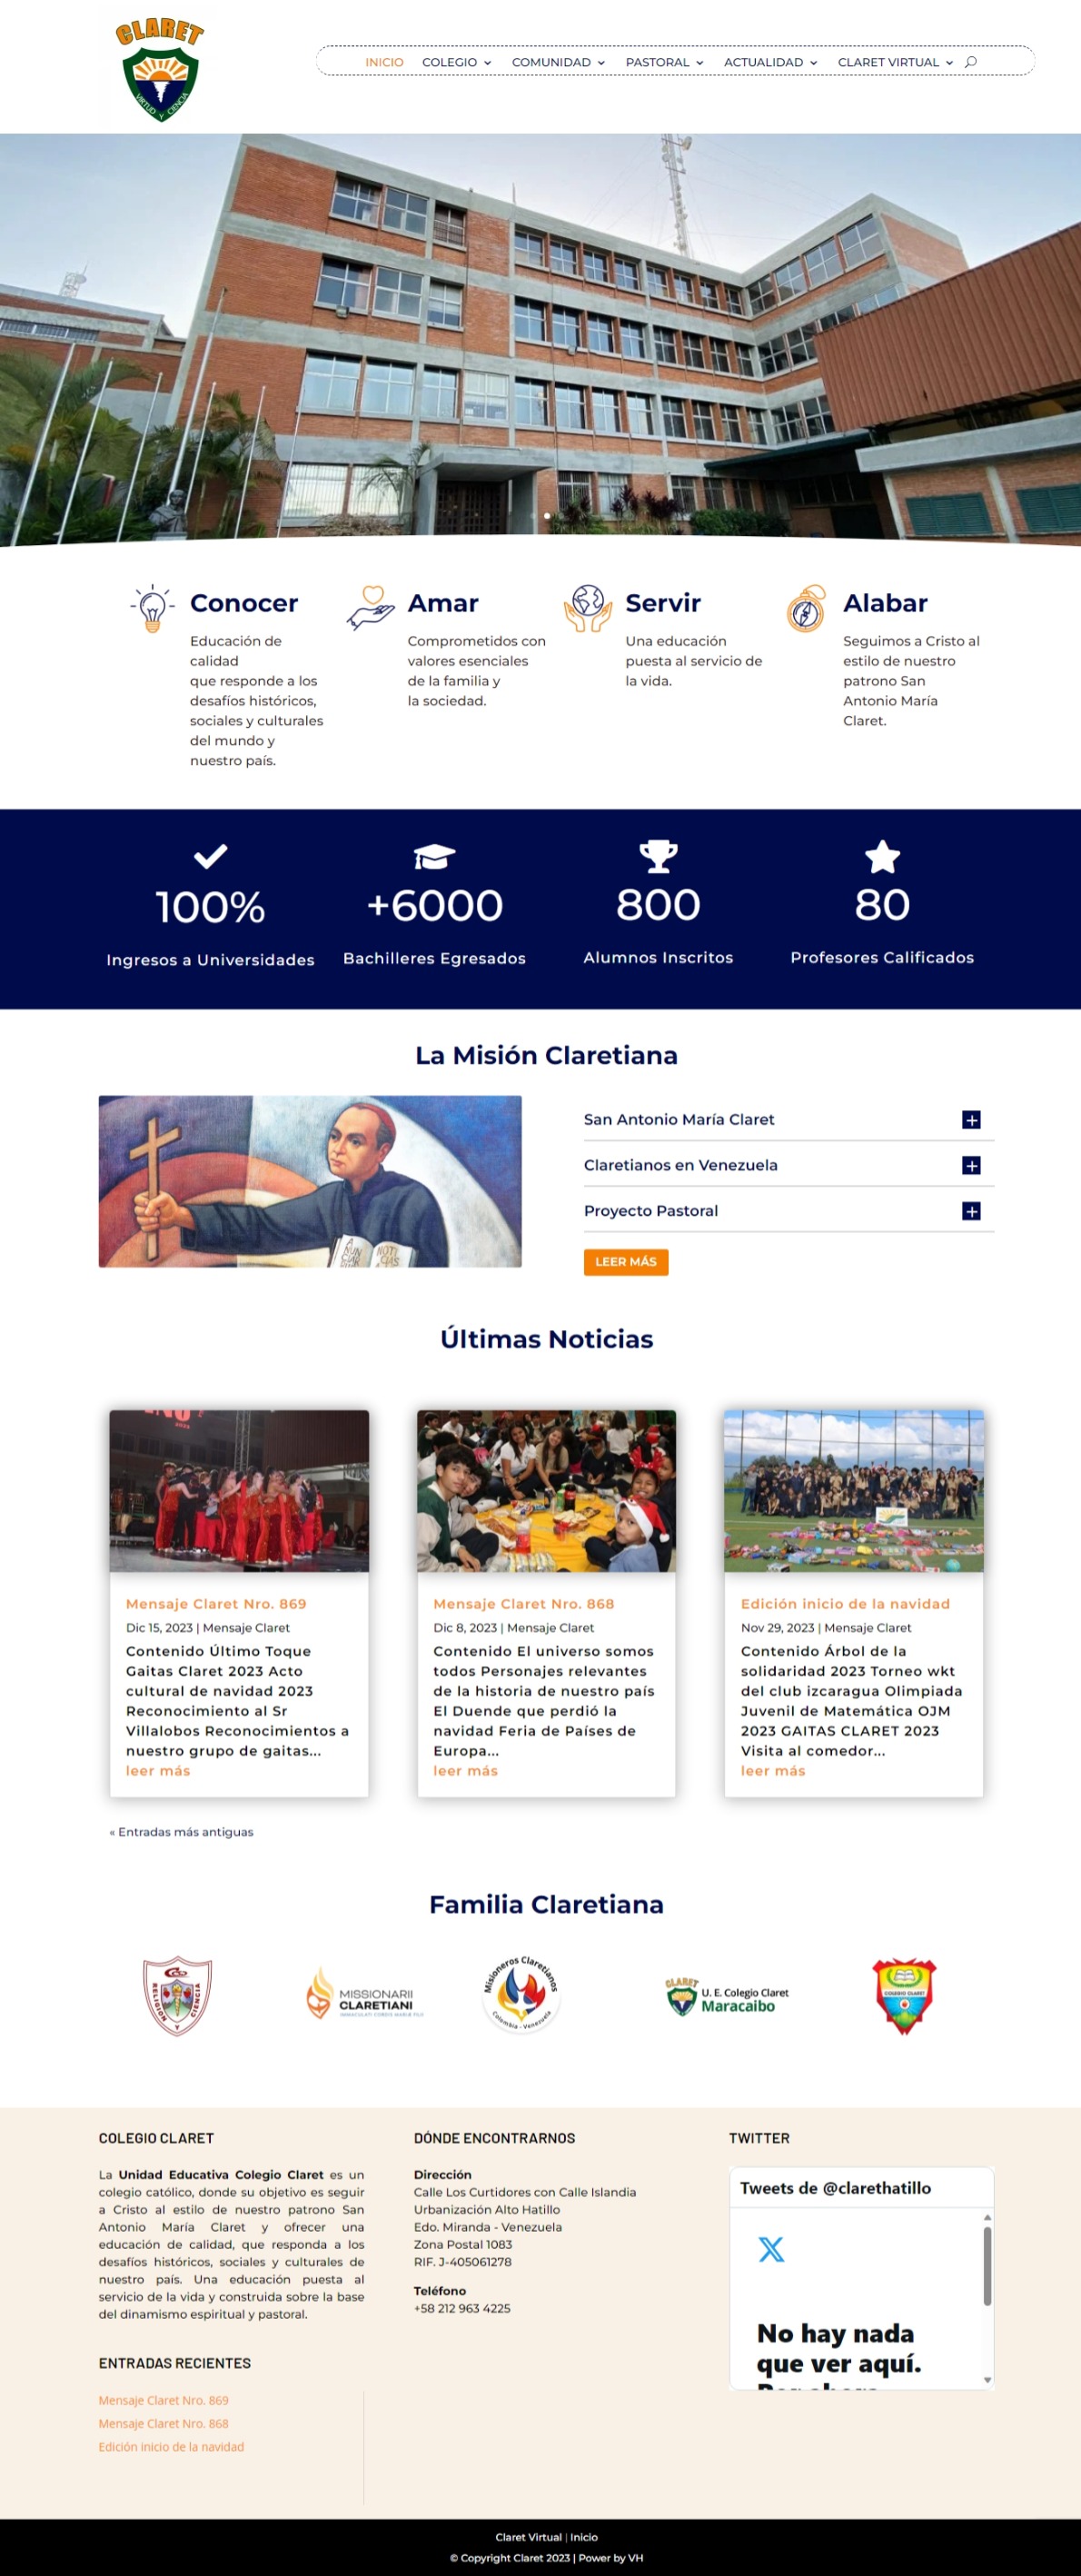 CLARET
VIRTUD Y CIENCIA
INICIO COLEGIO COMUNIDAD PASTORAL ACTUALIDAD CLARET VIRTUAL
Conocer
Educación de
calidad
que responde a los
desafíos históricos,
sociales y culturales
del mundo y
nuestro país.
Amar
Comprometidos con
valores esenciales
de la familia y
la sociedad.
Servir
Una educación
puesta al servicio de
la vida.
Alabar
Seguimos a Cristo al
estilo de nuestro
patrono San
Antonio María
Claret.
100%
Ingresos a Universidades
+6000
Bachilleres Egresados
800
Alumnos Inscritos
80
Profesores Calificados
La Misión Claretiana
San Antonio María Claret
Claretianos en Venezuela
Proyecto Pastoral
LEER MÁS
Últimas Noticias
Mensaje Claret Nro. 869
Dic 15, 2023 | Mensaje Claret
Contenido Último Toque
Gaitas Claret 2023 Acto
cultural de navidad 2023
Reconocimiento al Sr
Villalobos Reconocimientos a
nuestro grupo de gaitas...
leer más
Mensaje Claret Nro. 868
Dic 8, 2023 | Mensaje Claret
Contenido El universo somos
todos Personajes relevantes
de la historia de nuestro país
El Duende que perdió la
navidad Feria de Países de
Europa...
leer más
Edición inicio de la navidad
Nov 29, 2023 | Mensaje Claret
Contenido Árbol de la
solidaridad 2023 Torneo wkt
del club izcaragua Olimpiada
Juvenil de Matemática OJM
2023 GAITAS CLARET 2023
Visita al comedor...
leer más
« Entradas más antiguas
Familia Claretiana
RELIGION Y CIENCIA
MISSIONARII
CLARETIANI
Misioneros Claretianos
Colombia - Venezuela
CLARET
U. E. Colegio Claret
Maracaibo
COLEGIO CLARET
COLEGIO CLARET
La Unidad Educativa Colegio Claret es un
colegio católico, donde su objetivo es seguir
a Cristo al estilo de nuestro patrono San
Antonio María Claret y ofrecer una
educación de calidad, que responda a los
desafíos históricos, sociales y culturales de
nuestro país. Una educación puesta al
servicio de la vida y construida sobre la base
del dinamismo espiritual y pastoral.
ENTRADAS RECIENTES
Mensaje Claret Nro. 869
Mensaje Claret Nro. 868
Edición inicio de la navidad
DÓNDE ENCONTRARNOS
Dirección
Calle Los Curtidores con Calle Islandia
Urbanización Alto Hatillo
Edo. Miranda - Venezuela
Zona Postal 1083
RIF. J-405061278
Teléfono
+58 212 963 4225
TWITTER
Tweets de @clarethatillo
No hay nada
que ver aquí.
Claret Virtual | Inicio
© Copyright Claret 2023 | Power by VH